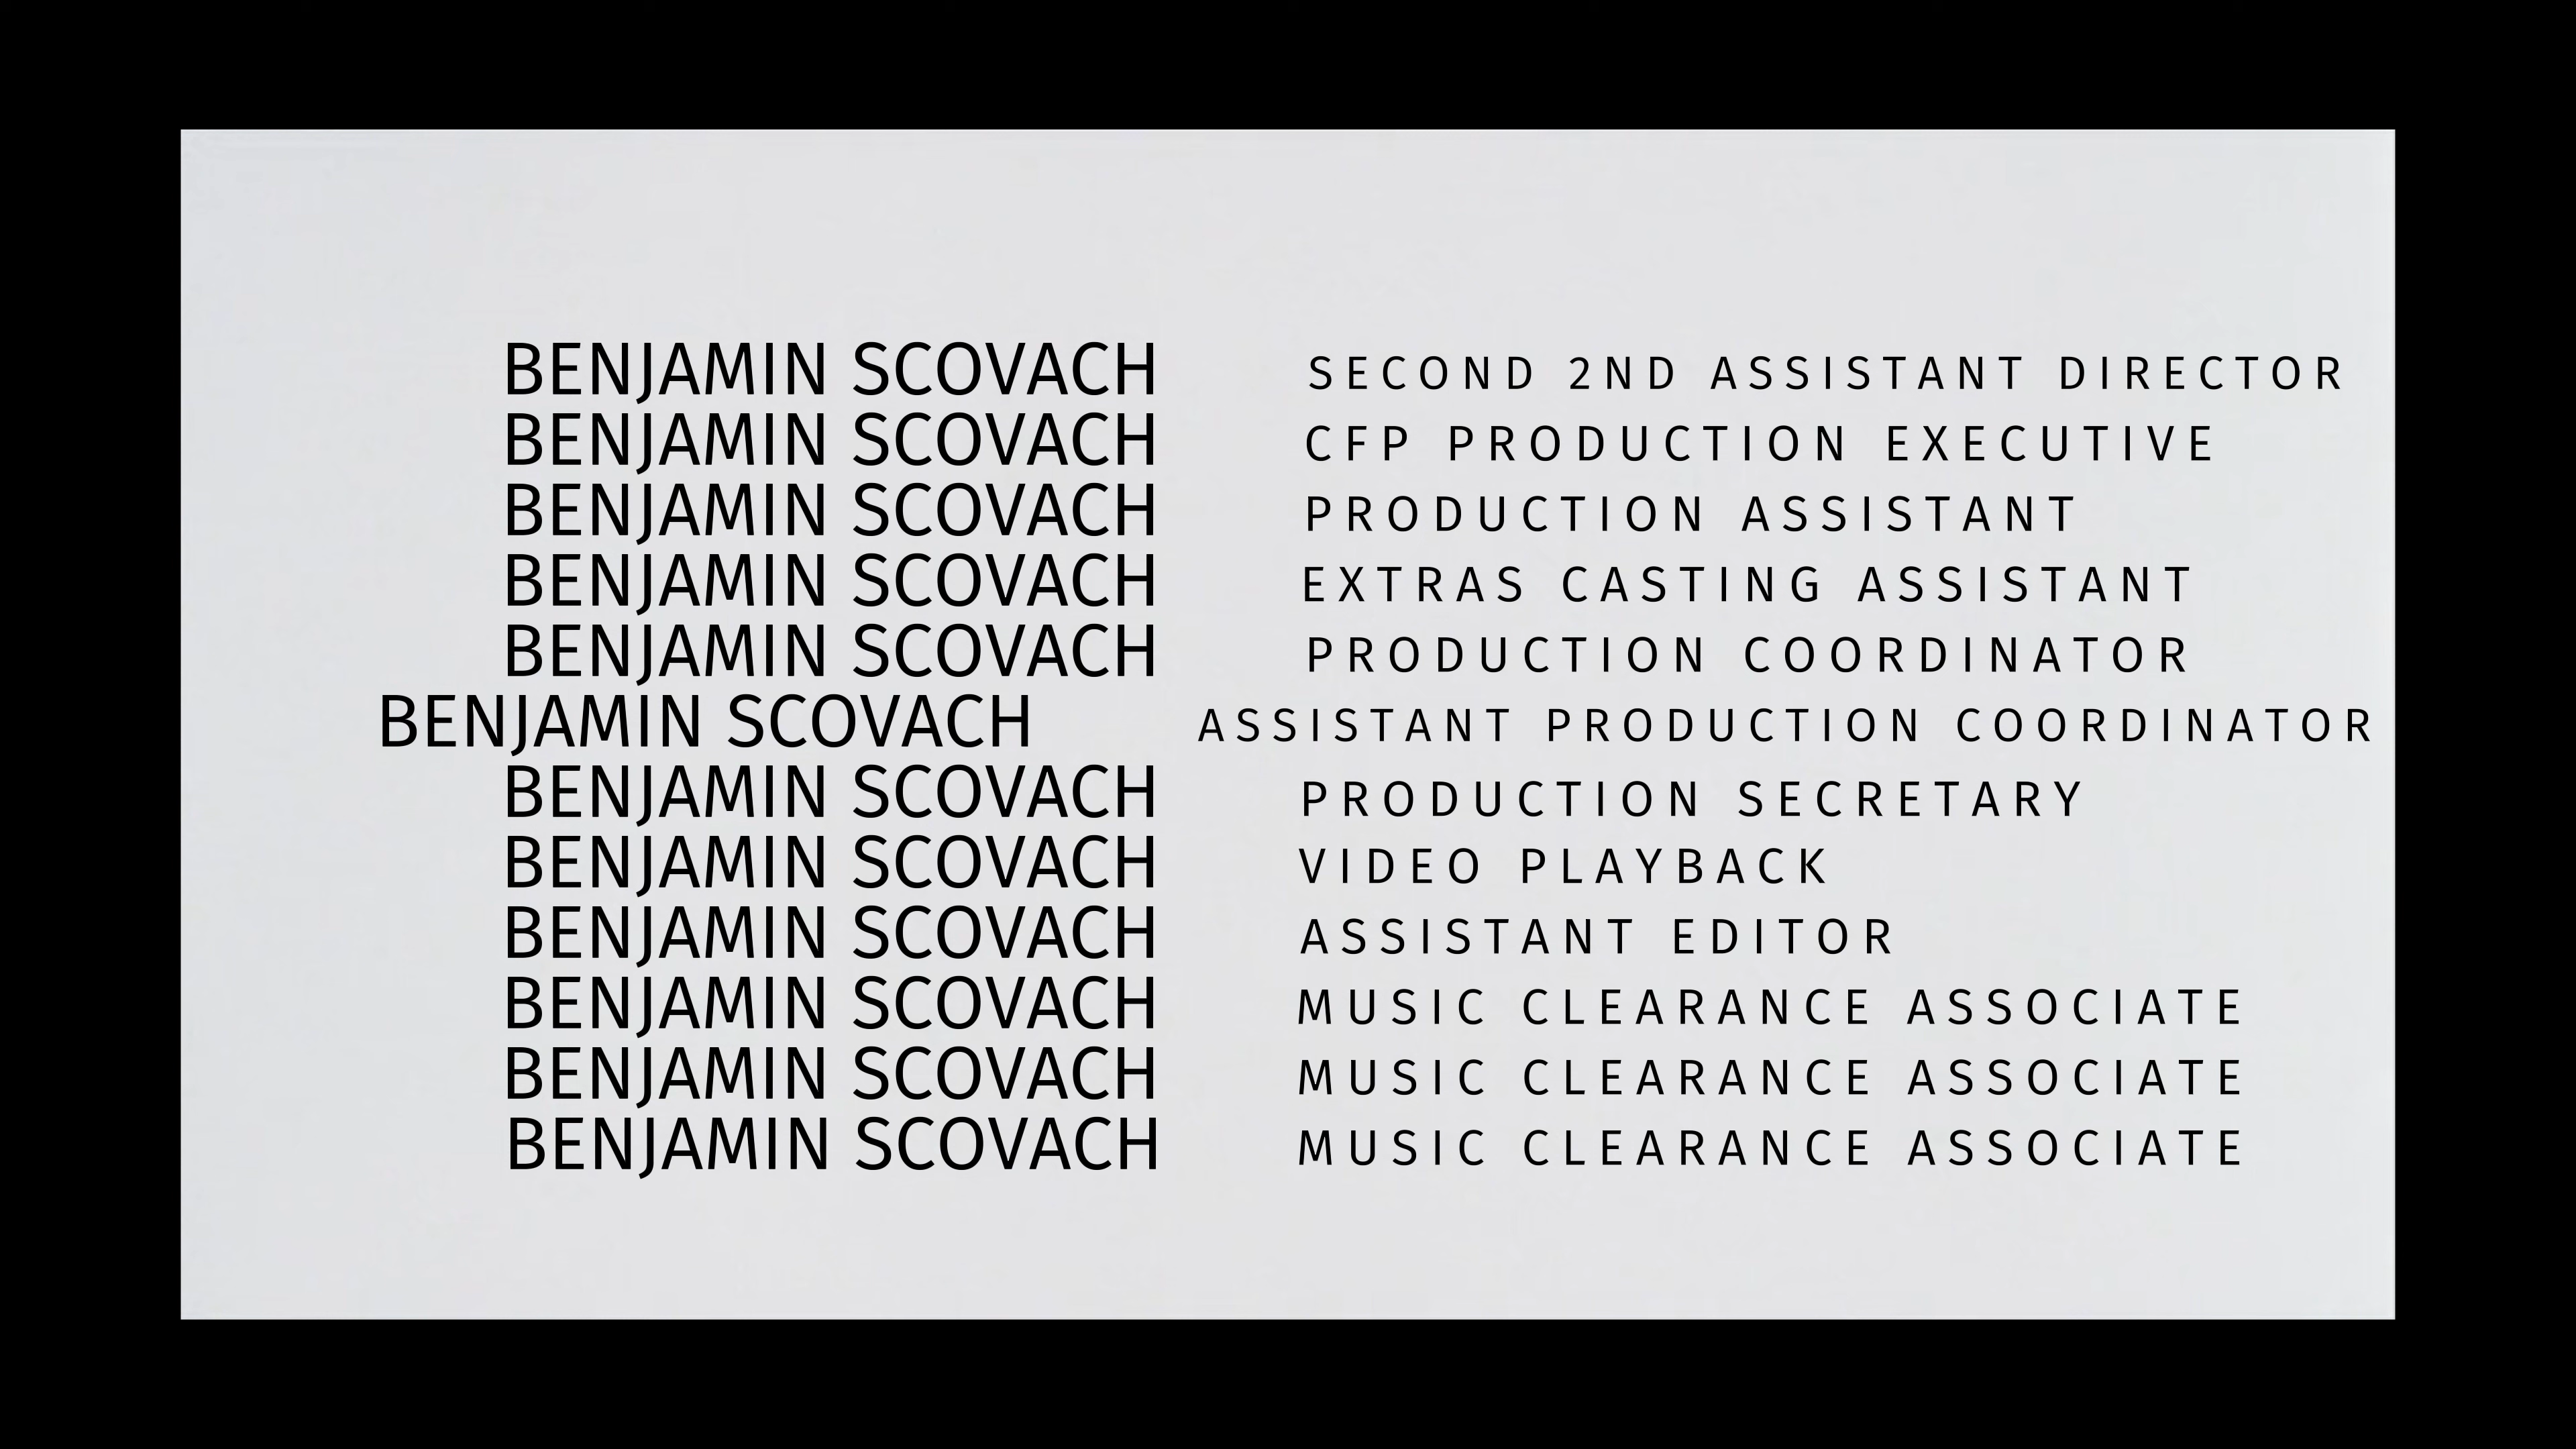 BENJAMIN SCOVACH SECOND 2ND ASSISTANT DIRECTOR
BENJAMIN SCOVACH CFP PRODUCTION EXECUTIVE
BENJAMIN SCOVACH PRODUCTION ASSISTANT
BENJAMIN SCOVACH EXTRAS CASTING ASSISTANT
BENJAMIN SCOVACH PRODUCTION COORDINATOR
BENJAMIN SCOVACH ASSISTANT PRODUCTION COORDINATOR
BENJAMIN SCOVACH PRODUCTION SECRETARY
BENJAMIN SCOVACH VIDEO PLAYBACK
BENJAMIN SCOVACH ASSISTANT EDITOR
BENJAMIN SCOVACH MUSIC CLEARANCE ASSOCIATE
BENJAMIN SCOVACH MUSIC CLEARANCE ASSOCIATE
BENJAMIN SCOVACH MUSIC CLEARANCE ASSOCIATE